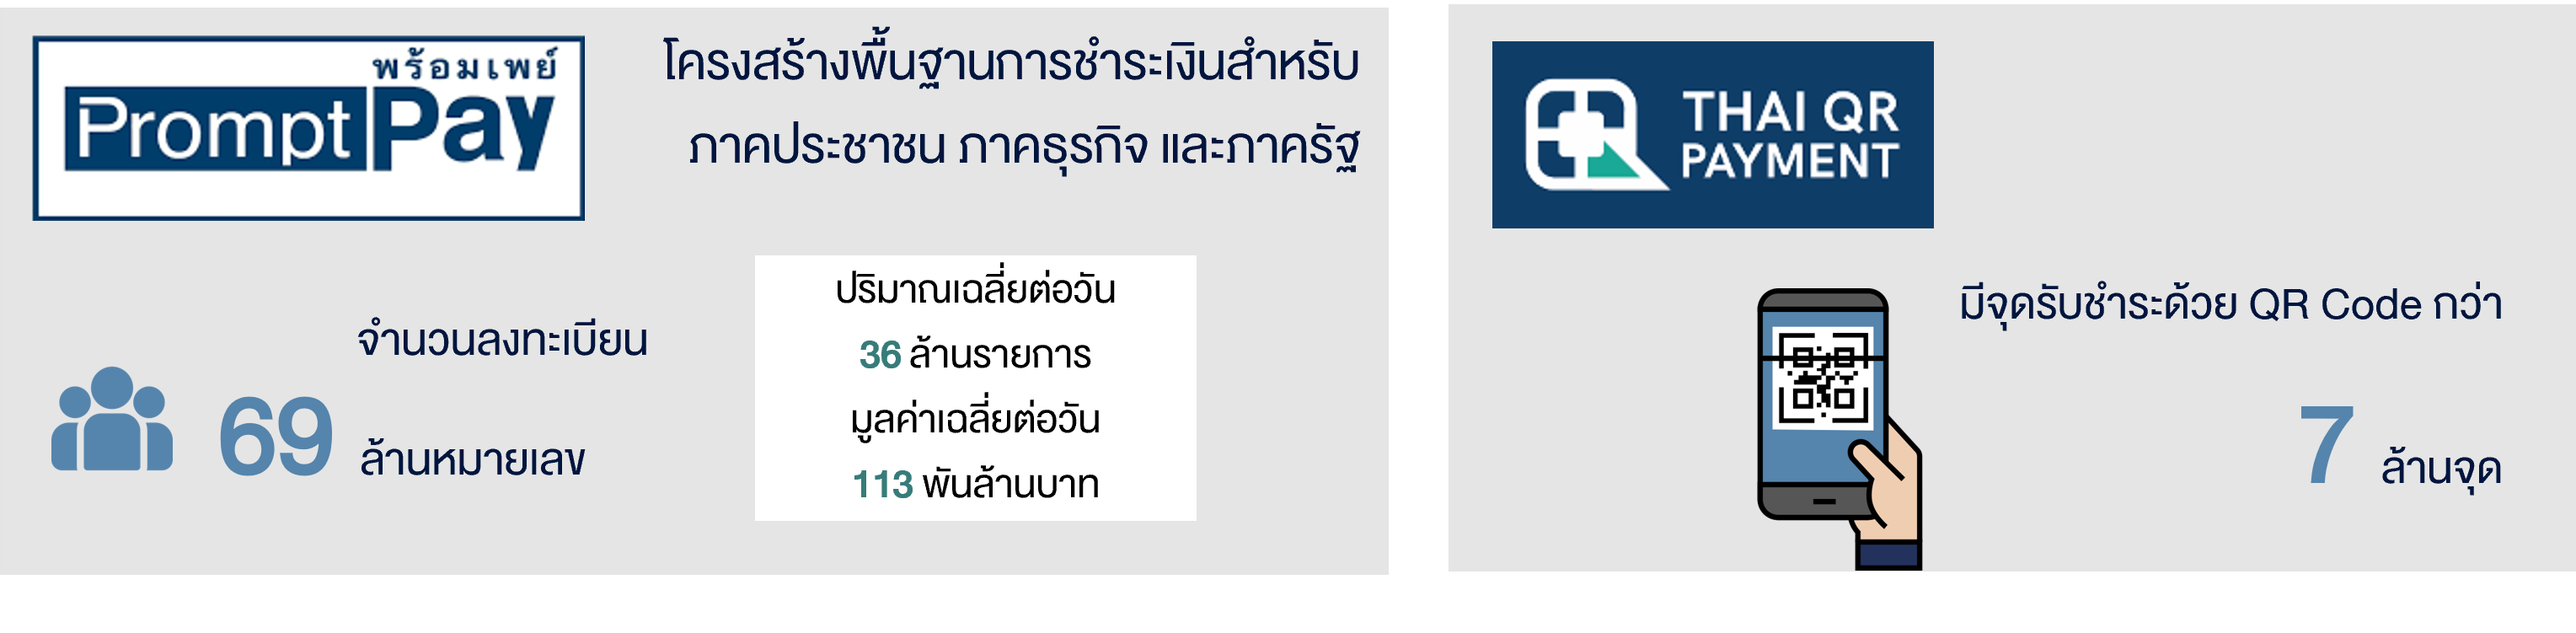 พร้อมเพย์
PromptPay
โครงสร้างพื้นฐานการชำระเงินสำหรับ
ภาคประชาชน ภาคธุรกิจ และภาครัฐ
จำนวนลงทะเบียน
69 ล้านหมายเลข
ปริมาณเฉลี่ยต่อวัน
36 ล้านรายการ
มูลค่าเฉลี่ยต่อวัน
113 พันล้านบาท
THAI QR
PAYMENT
มีจุดรับชำระด้วย QR Code กว่า
7 ล้านจุด